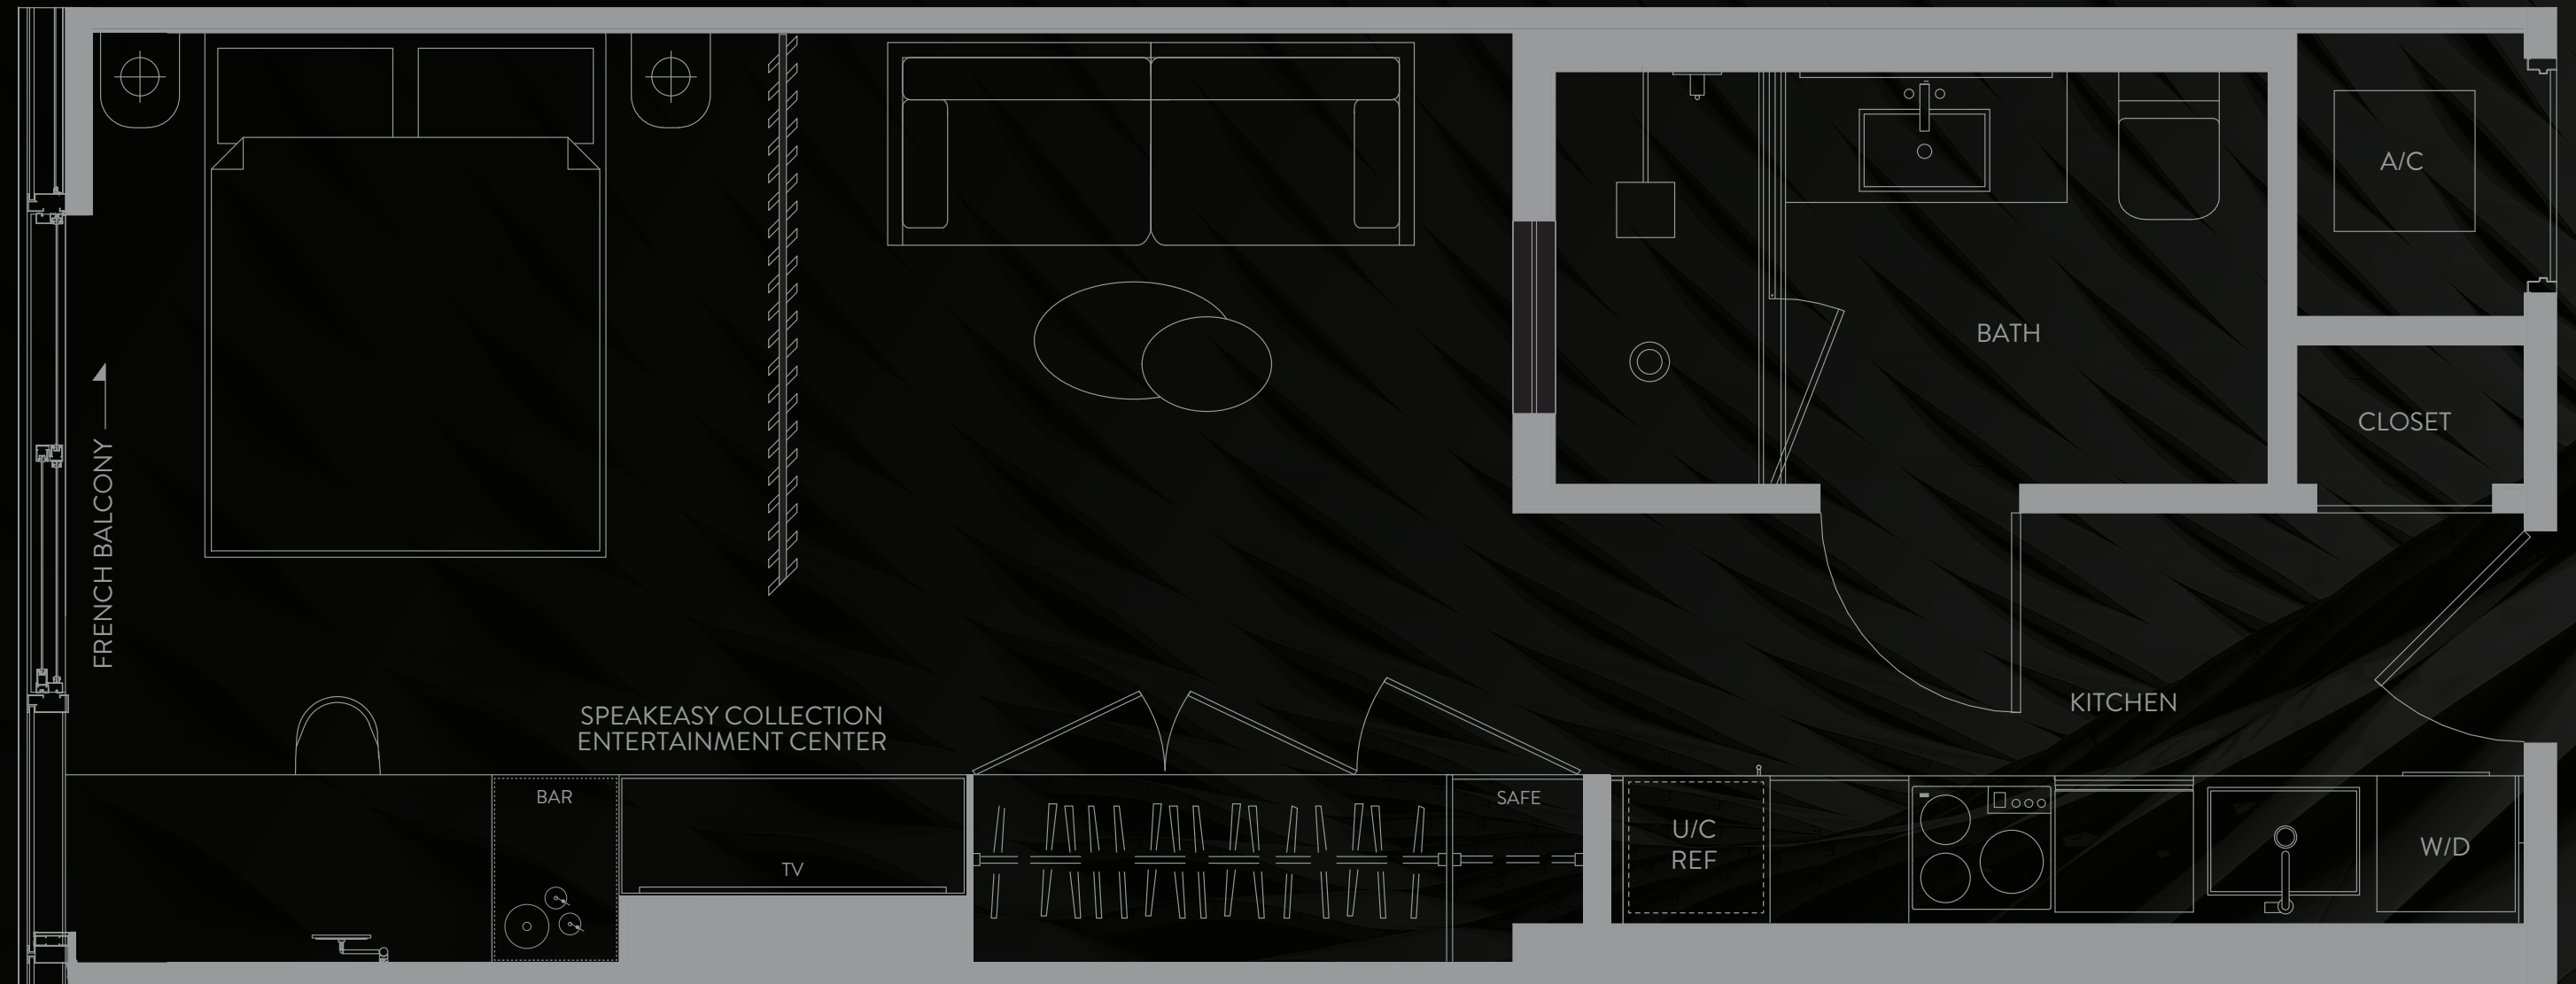 A/C
BATH
CLOSET
FRENCH BALCONY
KITCHEN
SPEAKEASY COLLECTION
ENTERTAINMENT CENTER
BAR
TV
SAFE
U/C
REF
W/D